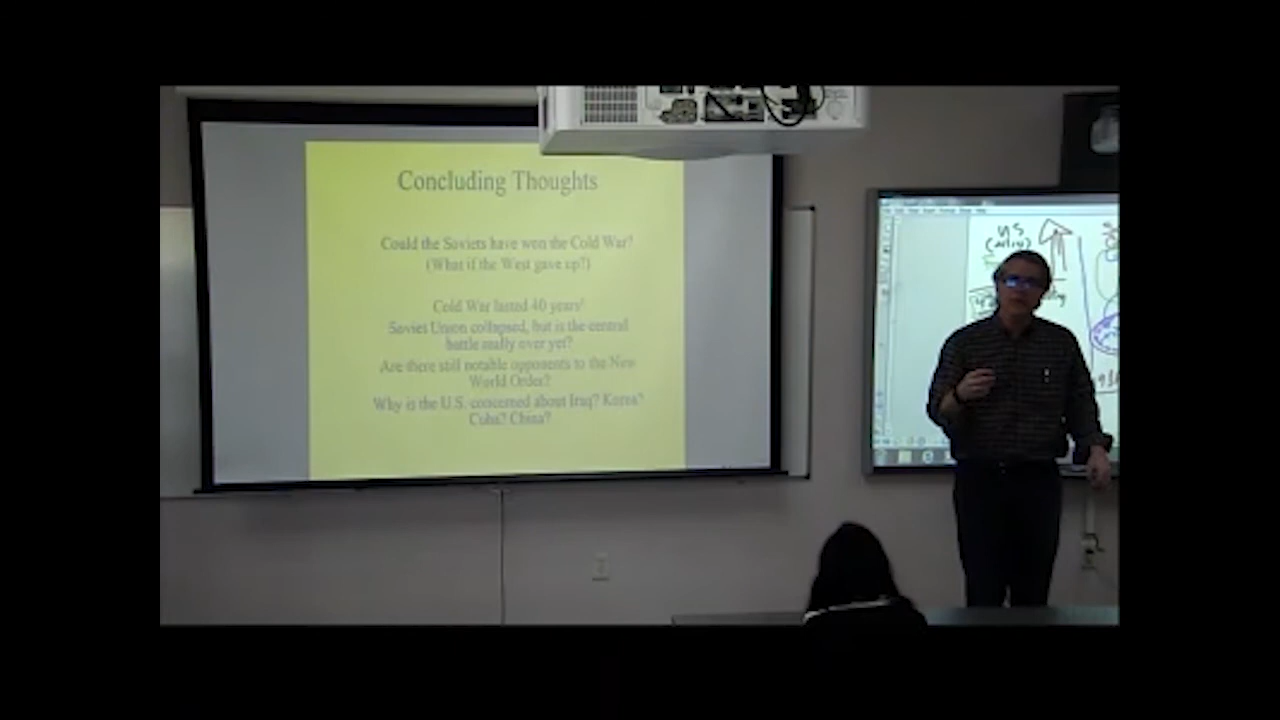 Concluding Thoughts
Could the Soviets have won the Cold War?
(What if the West gave up?)
Cold War lasted 40 years!
Soviet Union collapsed, but is the central
battle really over yet?
Are there still notable opponents to the New
World Order?
Why is the U.S. concerned about Iraq? Korea?
Cuba? China?
US